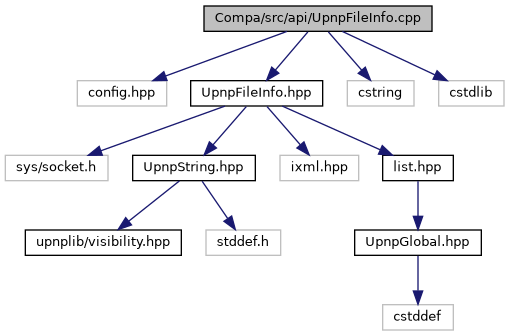 Compa/src/api/UpnpFileInfo.cpp
config.hpp
UpnpFileInfo.hpp
cstring
cstdlib
sys/socket.h
UpnpString.hpp
ixml.hpp
list.hpp
upnplib/visibility.hpp
stddef.h
UpnpGlobal.hpp
cstddef